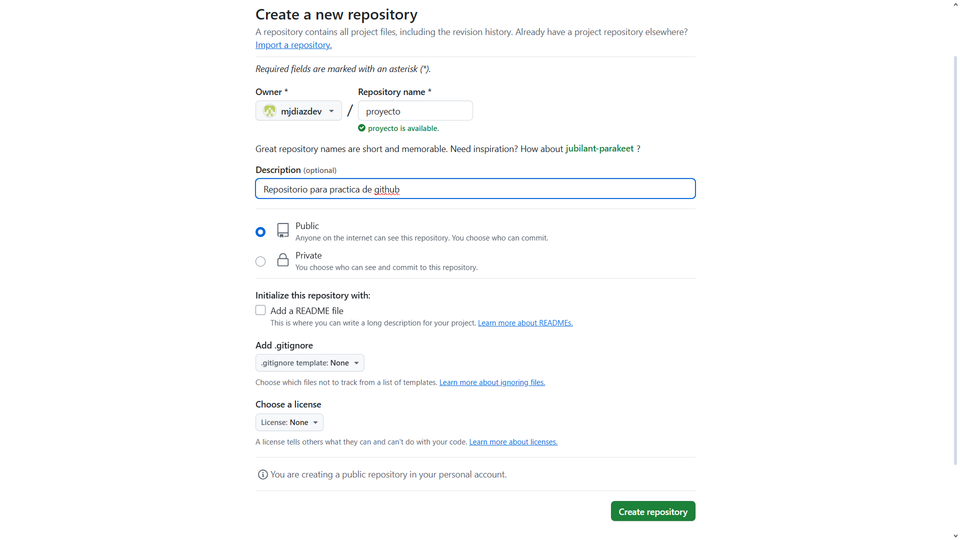 Create a new repository
A repository contains all project files, including the revision history. Already have a project repository elsewhere?
Import a repository.
Required fields are marked with an asterisk (*).
Owner * Repository name *
mjdiazdev / proyecto
proyecto is available.
Great repository names are short and memorable. Need inspiration? How about jubilant-parakeet ?
Description (optional)
Repositorio para practica de github
Public
Anyone on the internet can see this repository. You choose who can commit.
Private
You choose who can see and commit to this repository.
Initialize this repository with:
Add a README file
This is where you can write a long description for your project. Learn more about READMEs.
Add .gitignore
.gitignore template: None
Choose which files not to track from a list of templates. Learn more about ignoring files.
Choose a license
License: None
A license tells others what they can and can't do with your code. Learn more about licenses.
You are creating a public repository in your personal account.
Create repository